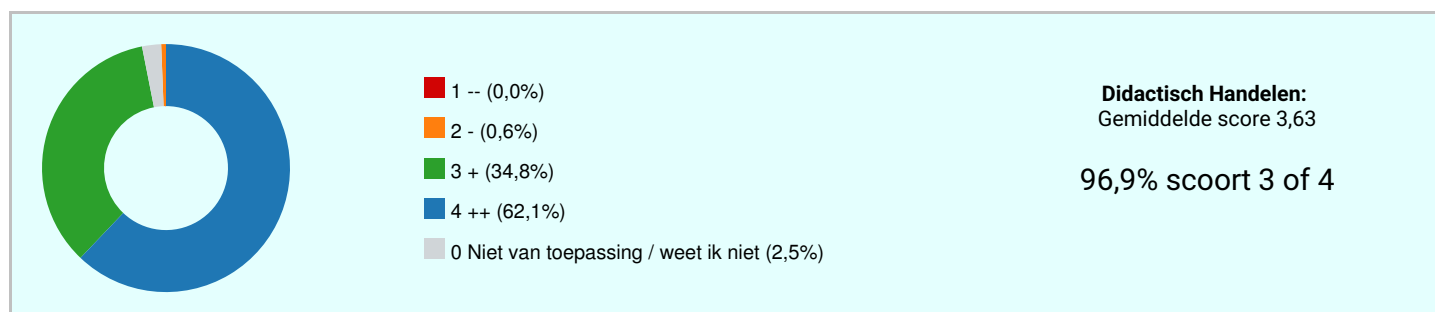 1 -- (0,0%)
2 - (0,6%)
3 + (34,8%)
4 ++ (62,1%)
0 Niet van toepassing / weet ik niet (2,5%)
Didactisch Handelen:
Gemiddelde score 3,63
96,9% scoort 3 of 4